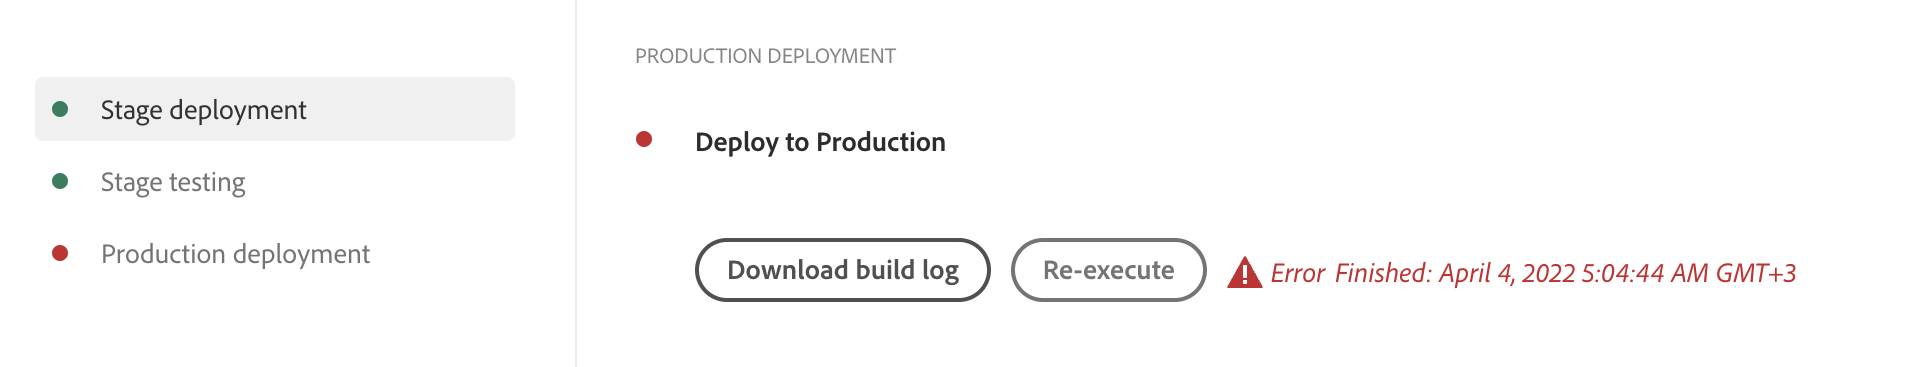 Stage deployment
Stage testing
Production deployment
PRODUCTION DEPLOYMENT
Deploy to Production
Download build log
Re-execute
Error Finished: April 4, 2022 5:04:44 AM GMT+3